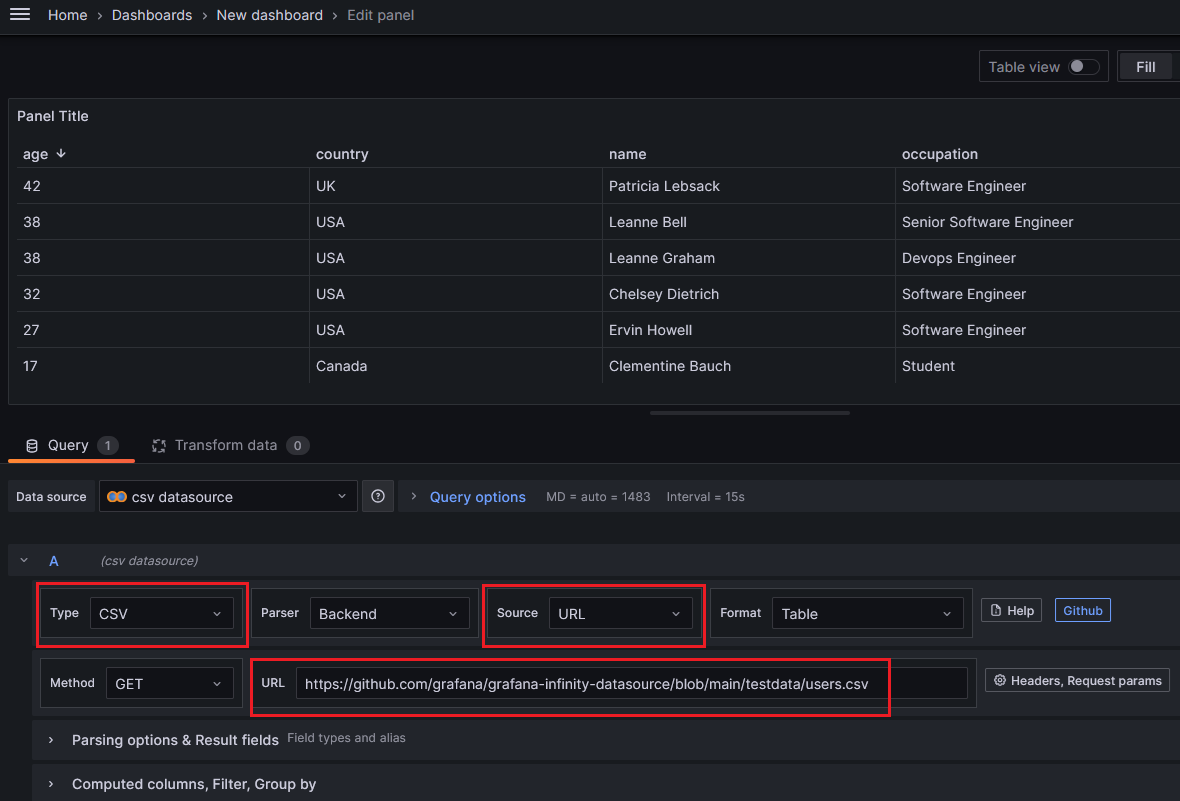 Home › Dashboards › New dashboard › Edit panel
Table view Fill
Panel Title
age ↓ country name occupation
42 UK Patricia Lebsack Software Engineer
38 USA Leanne Bell Senior Software Engineer
38 USA Leanne Graham Devops Engineer
32 USA Chelsey Dietrich Software Engineer
27 USA Ervin Howell Software Engineer
17 Canada Clementine Bauch Student
Query 1 Transform data 0
Data source csv datasource Query options MD = auto = 1483 Interval = 15s
A (csv datasource)
Type CSV Parser Backend Source URL Format Table Help Github
Method GET URL https://github.com/grafana/grafana-infinity-datasource/blob/main/testdata/users.csv Headers, Request params
Parsing options & Result fields Field types and alias
Computed columns, Filter, Group by